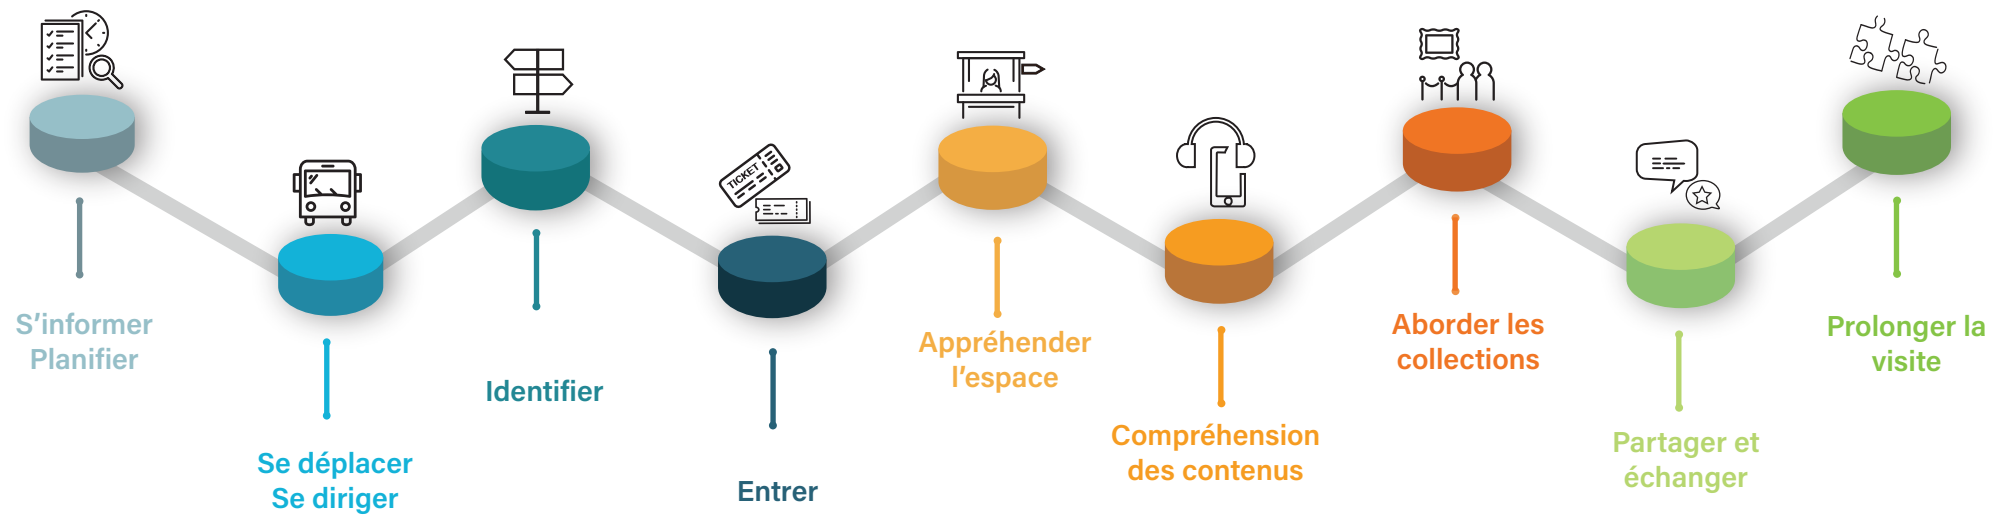 TICKET
S'informer
Planifier
Se déplacer
Se diriger
Identifier
Entrer
Appréhender
l'espace
Compréhension
des contenus
Aborder les
collections
Partager et
échanger
Prolonger la
visite